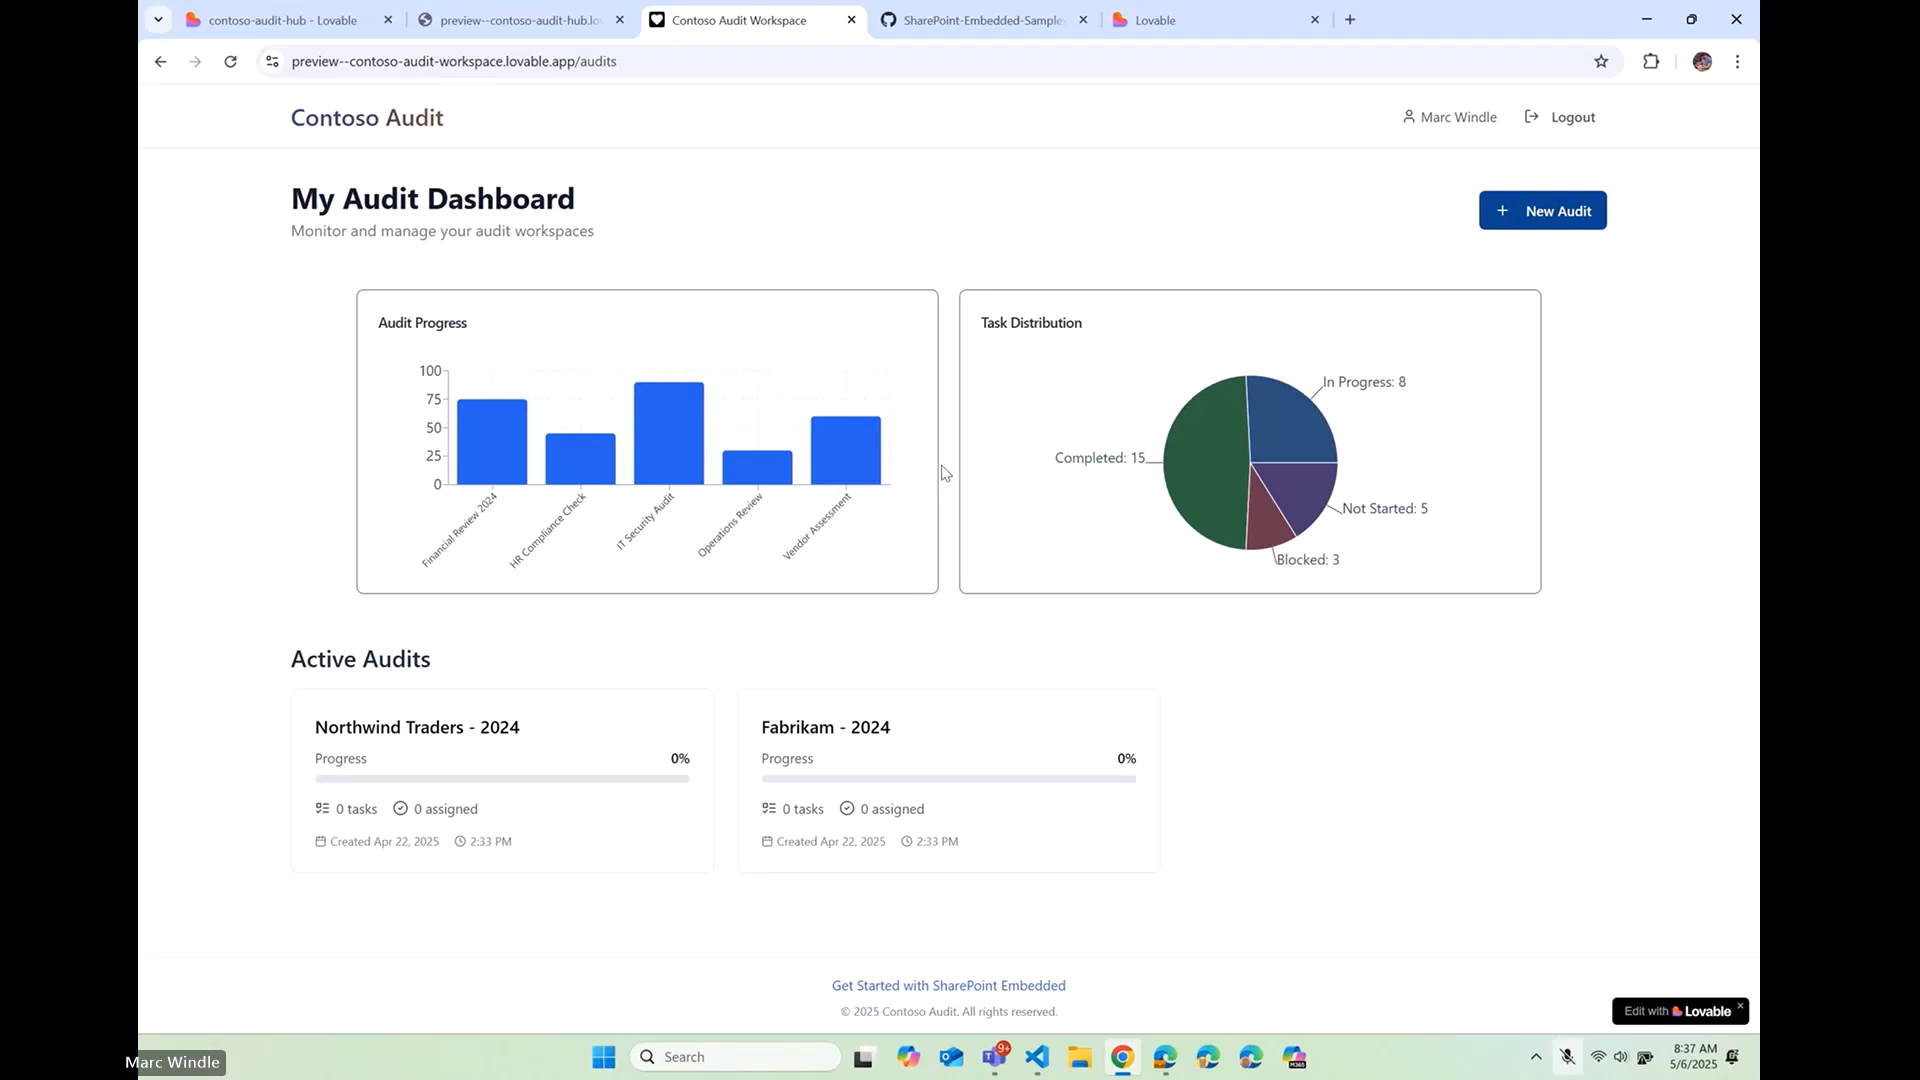 contoso-audit-hub - Lovable
preview--contoso-audit-hub.lo
Contoso Audit Workspace
SharePoint-Embedded-Sample
Lovable
preview--contoso-audit-workspace.lovable.app/audits
Contoso Audit
Marc Windle
Logout
My Audit Dashboard
Monitor and manage your audit workspaces
+ New Audit
Audit Progress
100
75
50
25
0
Financial Review 2024
HR Compliance Check
IT Security Audit
Operations Review
Vendor Assessment
Task Distribution
In Progress: 8
Completed: 15
Not Started: 5
Blocked: 3
Active Audits
Northwind Traders - 2024
Progress 0%
0 tasks 0 assigned
Created Apr 22, 2025 2:33 PM
Fabrikam - 2024
Progress 0%
0 tasks 0 assigned
Created Apr 22, 2025 2:33 PM
Get Started with SharePoint Embedded
© 2025 Contoso Audit. All rights reserved.
Edit with Lovable
Marc Windle
Search
9+
M365
8:37 AM
5/6/2025